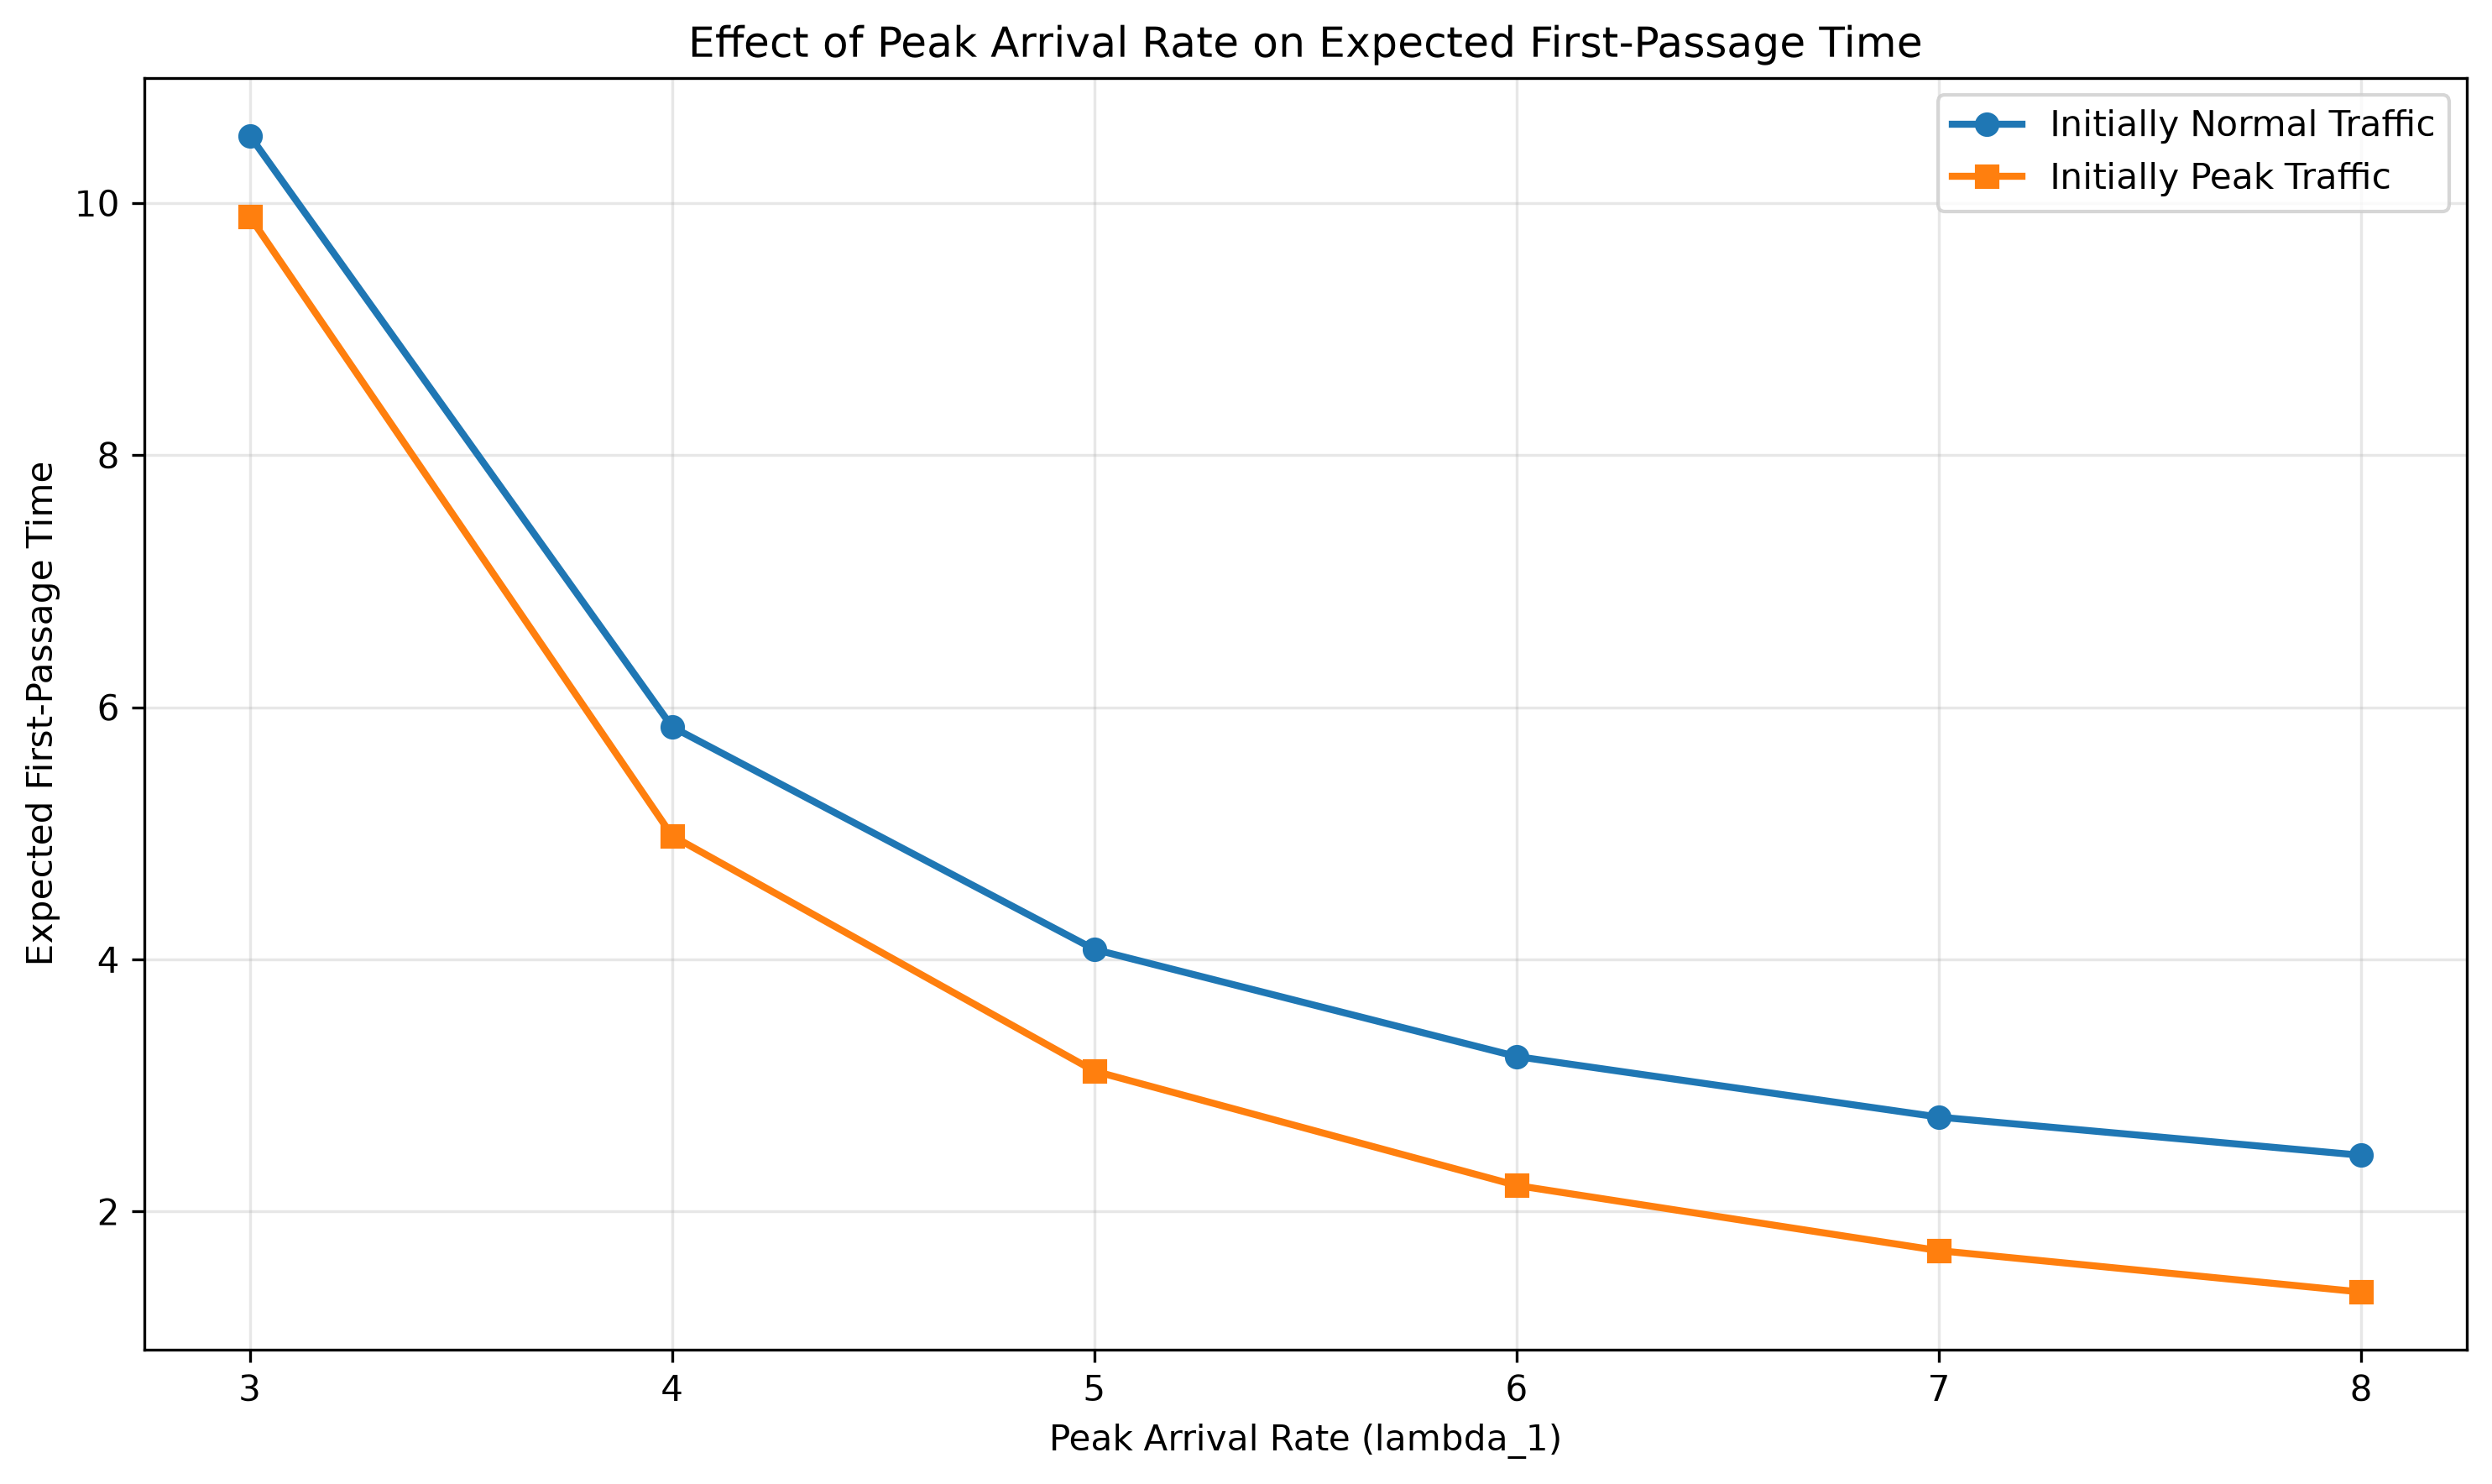 Effect of Peak Arrival Rate on Expected First-Passage Time
Initially Normal Traffic
Initially Peak Traffic
Expected First-Passage Time
10
8
6
4
2
3 4 5 6 7 8
Peak Arrival Rate (lambda_1)